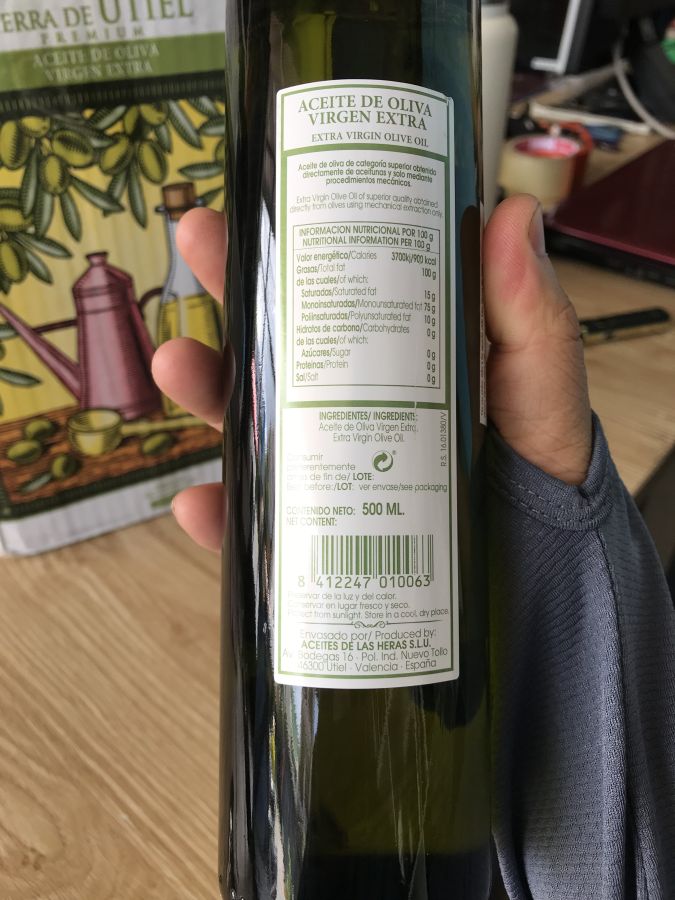 ERRA DE UTIEL
PREMIUM
ACEITE DE OLIVA
VIRGEN EXTRA
ACEITE DE OLIVA
VIRGEN EXTRA
EXTRA VIRGIN OLIVE OIL
Aceite de oliva de categoría superior obtenido
directamente de aceitunas y solo mediante
procedimientos mecánicos.
Extra Virgin Olive Oil of superior quality obtained
directly from olives using mechanical extraction only.
INFORMACION NUTRICIONAL POR 100 g
NUTRITIONAL INFORMATION PER 100 g
Valor energético/Calories 3700kj/900 kcal
Grasas/Total fat 100 g
de las cuales/of which:
Saturadas/Saturated fat 15 g
Monoinsaturadas/Monounsaturated fat 75 g
Poliinsaturadas/Polyunsaturated fat 10 g
Hidratos de carbono/Carbohydrates 0 g
de los cuales/of which:
Azúcares/Sugar 0 g
Proteínas/Protein 0 g
Sal/Salt 0 g
INGREDIENTES/ INGREDIENTS:
Aceite de Oliva Virgen Extra.
Extra Virgin Olive Oil.
R.S. 16.01380/V
Consumir
preferentemente
antes de fin de/ LOTE:
Best before:/LOT: ver envase/see packaging
CONTENIDO NETO: 500 ML.
NET CONTENT:
8 412247 010063
Preservar de la luz y del calor.
Conservar en lugar fresco y seco.
Protect from sunlight. Store in a cool, dry place.
Envasado por/ Produced by:
ACEITES DE LAS HERAS S.L.U.
Av. Bodegas 16 - Pol. Ind. Nuevo Tollo
46300 Utiel - Valencia - España